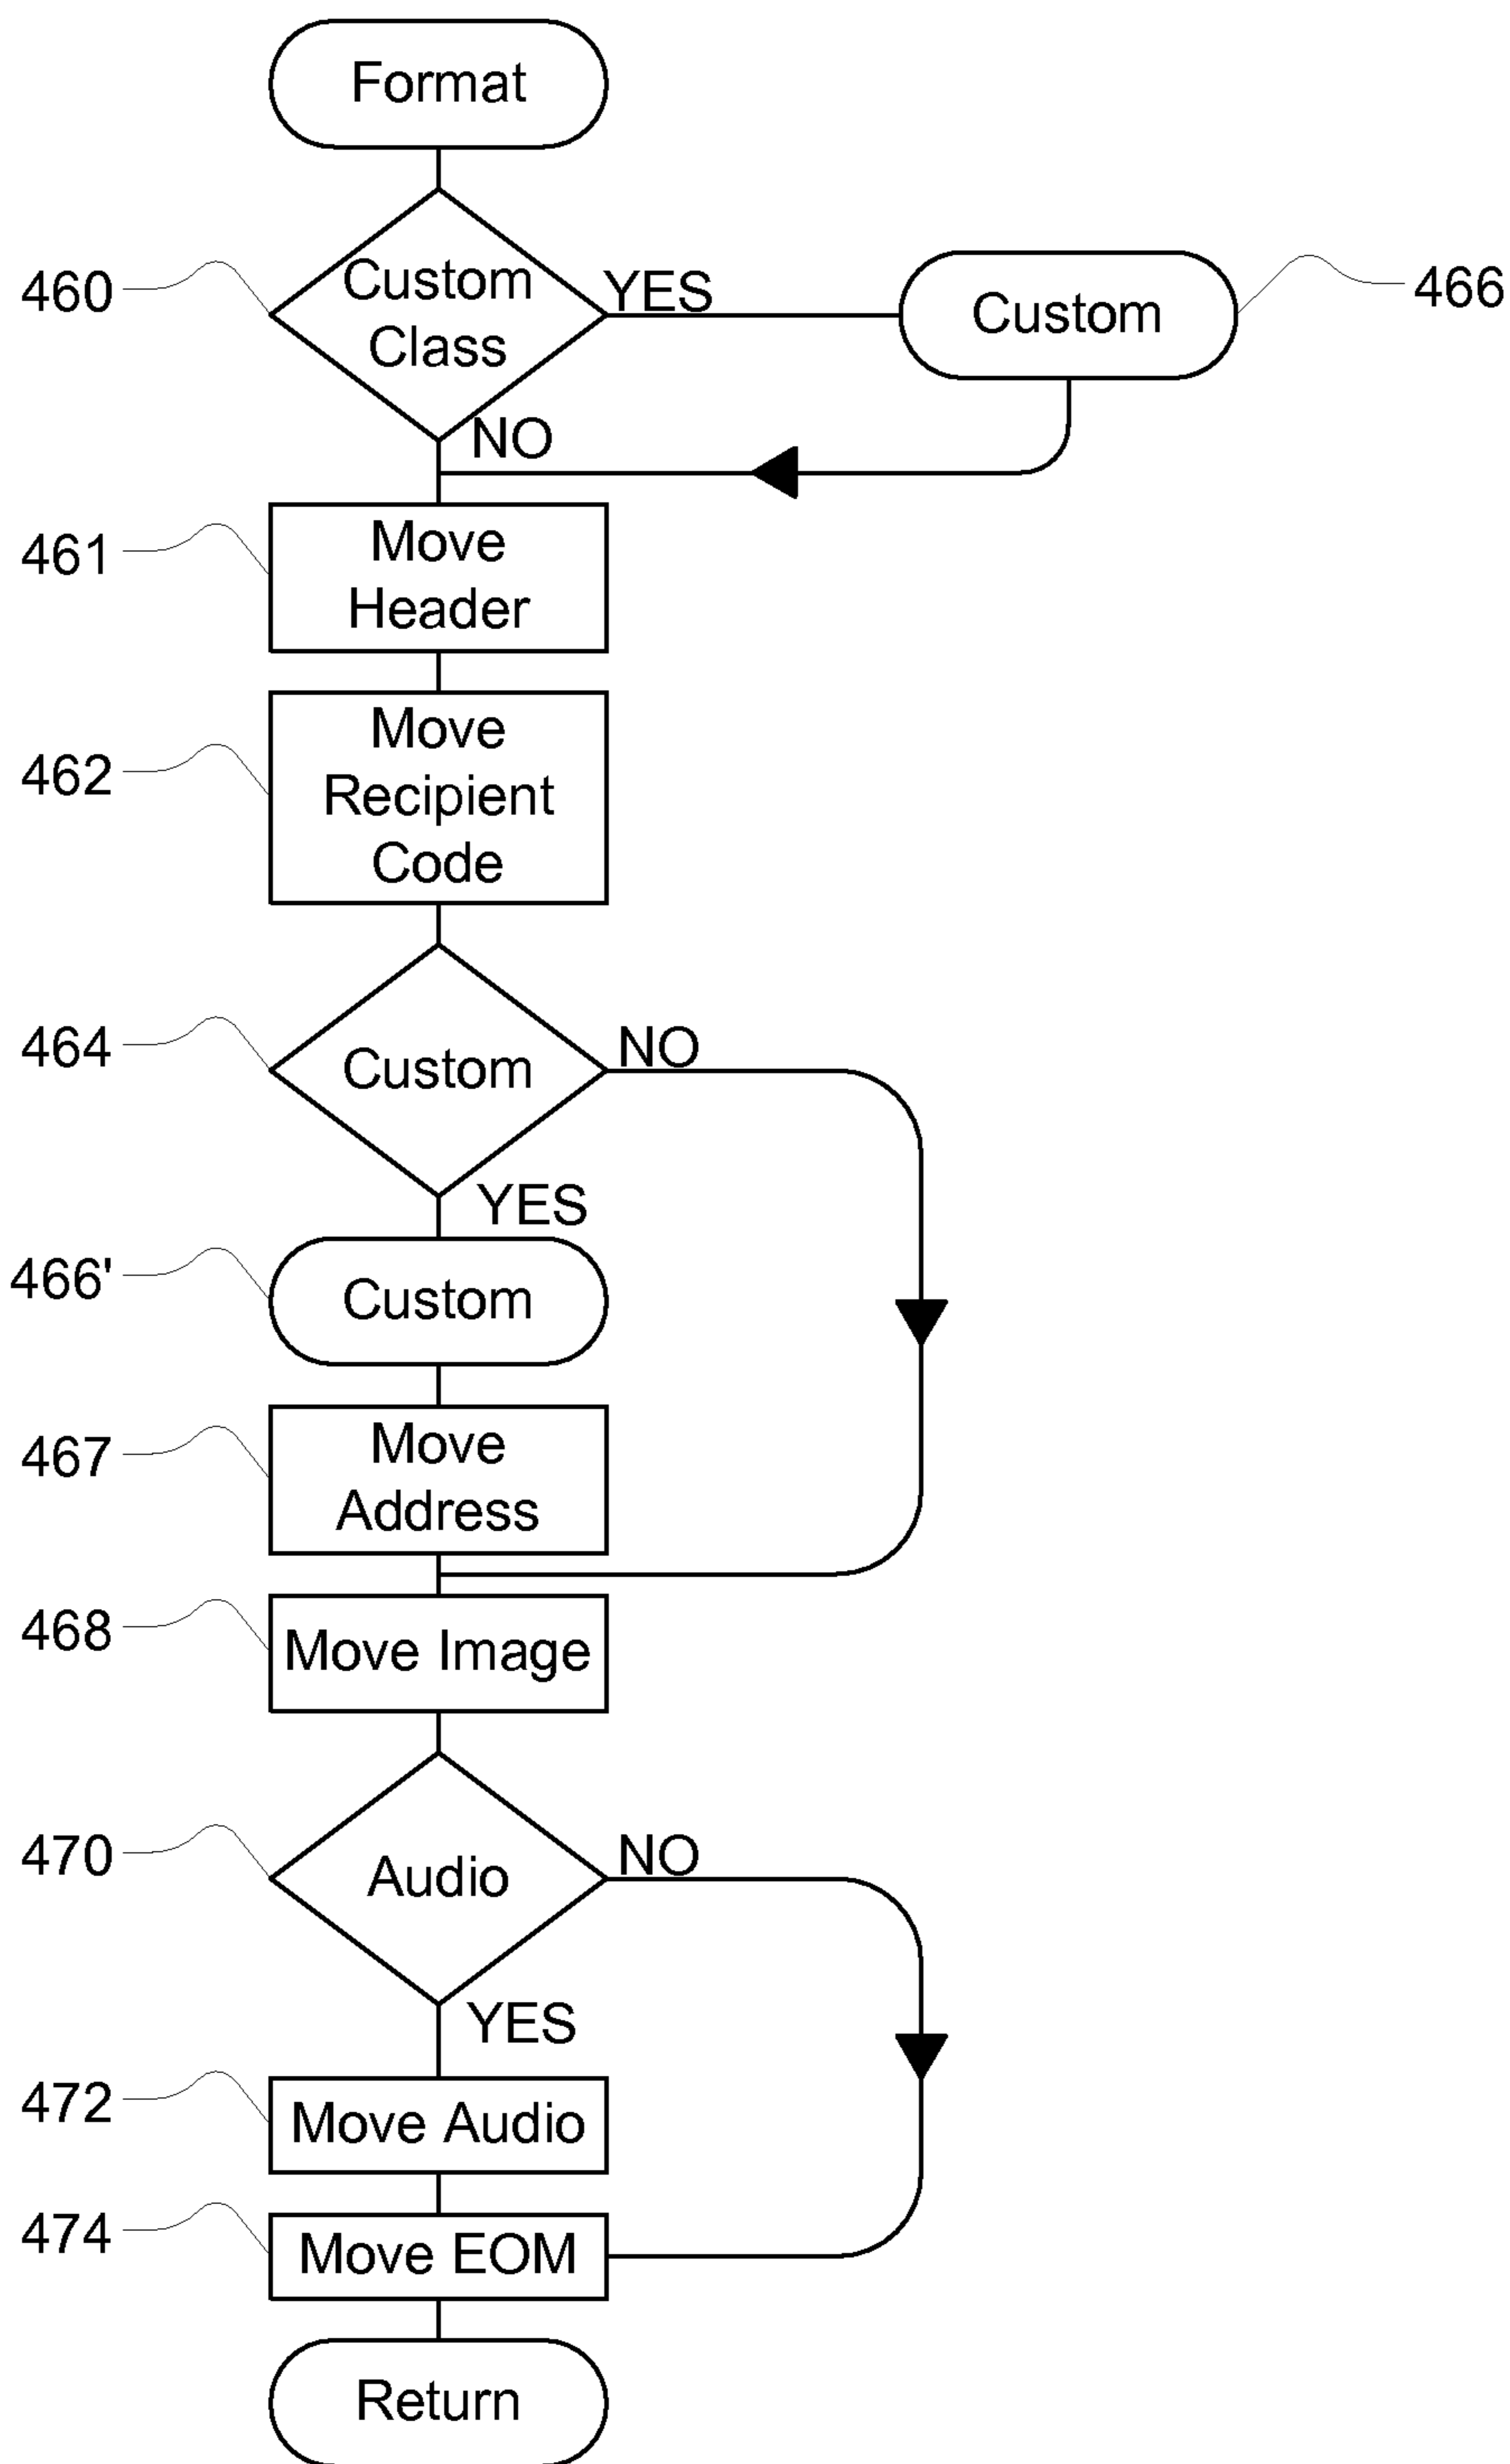 Format
460
Custom
Class
YES
Custom
466
NO
461
Move
Header
462
Move
Recipient
Code
464
Custom
NO
YES
466'
Custom
467
Move
Address
468
Move Image
470
Audio
NO
YES
472
Move Audio
474
Move EOM
Return